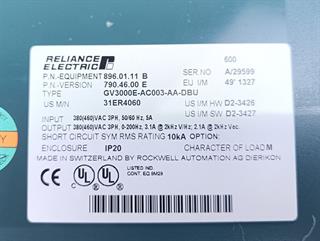 RELIANCE ELECTRIC
600
P.N.-EQUIPMENT 896.01.11 B SER.NO A/29599
P.N.-VERSION 790.46.00 E EU I/M 49' 1327
TYPE GV3000E-AC003-AA-DBU
US M/N 31ER4060 US I/M HW D2-3426
US I/M SW D2-3427
INPUT 380(460)VAC 3PH, 50/60 Hz, 5A
OUTPUT 380(460)VAC 3PH, 0-200Hz, 3.1A @ 2kHz V/Hz; 2.1A @ 2kHz Vec.
SHORT CIRCUIT SYM RMS RATING 10kA OPTION:
ENCLOSURE IP20 CHARACTER OF LOAD M
MADE IN SWITZERLAND BY ROCKWELL AUTOMATION AG DIERIKON
CE
UL
LISTED
IND. CONT. EQ 9M29